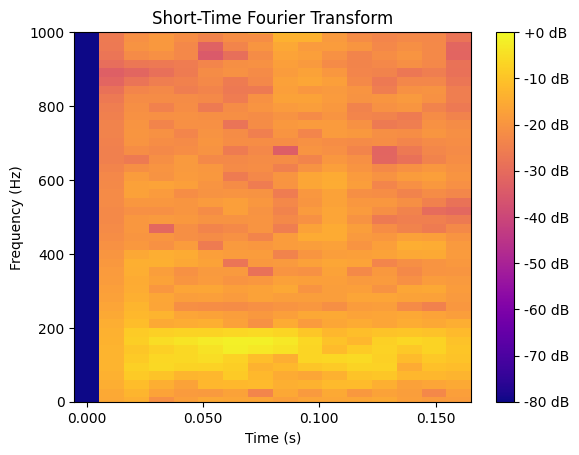 Short-Time Fourier Transform
1000
800
600
400
200
0
Frequency (Hz)
0.000
0.050
0.100
0.150
Time (s)
+0 dB
-10 dB
-20 dB
-30 dB
-40 dB
-50 dB
-60 dB
-70 dB
-80 dB